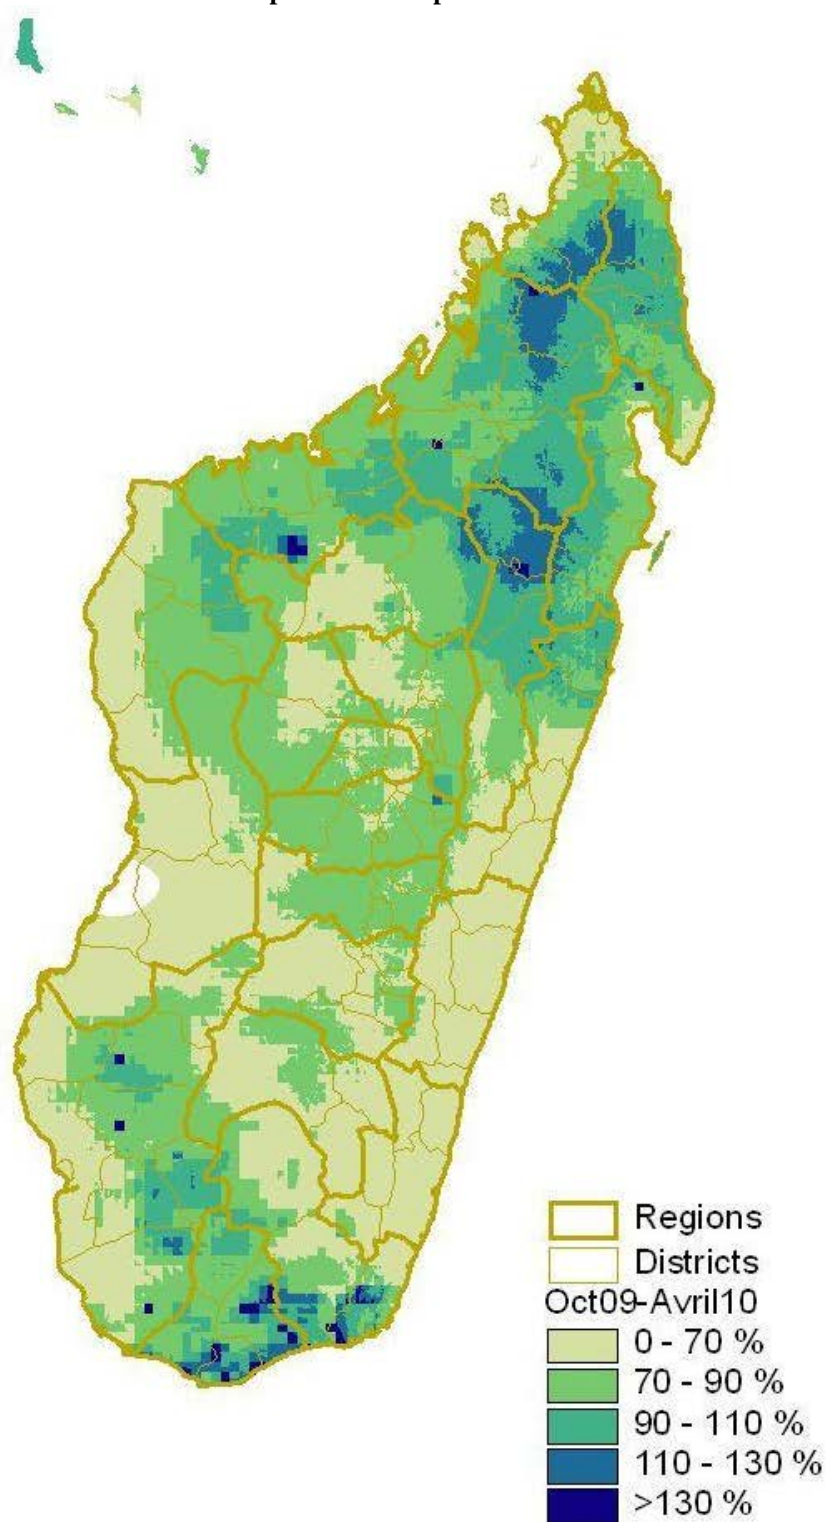 Regions
Districts
Oct09-Avril10
0 - 70 %
70 - 90 %
90 - 110 %
110 - 130 %
>130 %